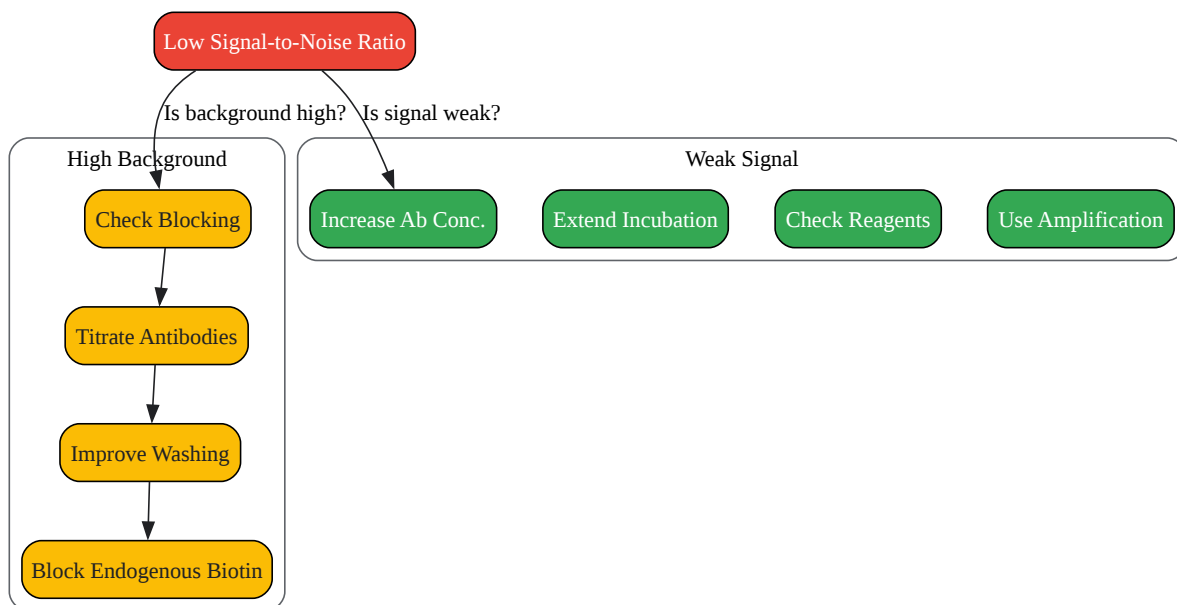 Low Signal-to-Noise Ratio
Is background high?
Is signal weak?
High Background
Check Blocking
Titrate Antibodies
Improve Washing
Block Endogenous Biotin
Weak Signal
Increase Ab Conc.
Extend Incubation
Check Reagents
Use Amplification